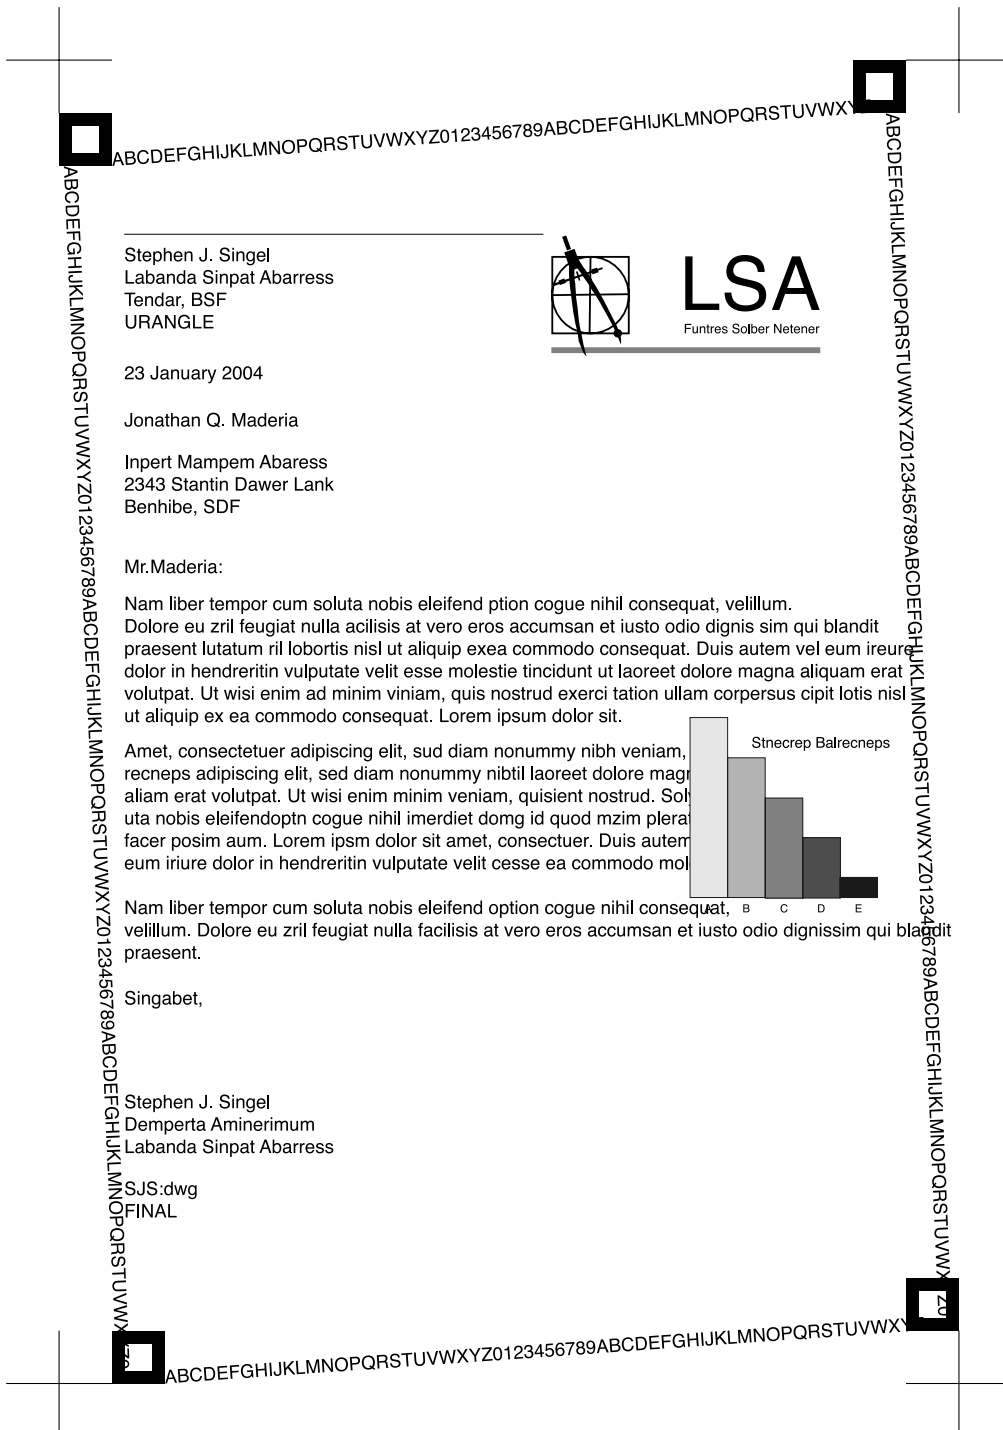 ABCDEFGHIJKLMNOPQRSTUVWXYZ0123456789ABCDEFGHIJKLMNOPQRSTUVWX
ABCDEFGHIJKLMNOPQRSTUVWXYZ0123456789ABCDEFGHIJKLMNOPQRSTUVWXYZ0123456789ABCDEFGHIJKLMNOPQRSTUVWX
ABCDEFGHIJKLMNOPQRSTUVWXYZ0123456789ABCDEFGHIJKLMNOPQRSTUVWXYZ0123456789ABCDEFGHIJKLMNOPQRSTUVWX
Stephen J. Singel
Labanda Sinpat Abarress
Tendar, BSF
URANGLE
LSA
Funtres Solber Netener
23 January 2004
Jonathan Q. Maderia
Inpert Mampem Abaress
2343 Stantin Dawer Lank
Benhibe, SDF
Mr.Maderia:
Nam liber tempor cum soluta nobis eleifend ption cogue nihil consequat, velillum.
Dolore eu zril feugiat nulla acilisis at vero eros accumsan et iusto odio dignis sim qui blandit
praesent lutatum ril lobortis nisl ut aliquip exea commodo consequat. Duis autem vel eum ireure
dolor in hendreritin vulputate velit esse molestie tincidunt ut laoreet dolore magna aliquam erat
volutpat. Ut wisi enim ad minim viniam, quis nostrud exerci tation ullam corpersus cipit lotis nisl
ut aliquip ex ea commodo consequat. Lorem ipsum dolor sit.
Amet, consectetuer adipiscing elit, sud diam nonummy nibh veniam,
recneps adipiscing elit, sed diam nonummy nibtil laoreet dolore magn
aliam erat volutpat. Ut wisi enim minim veniam, quisient nostrud. Soly
uta nobis eleifendoptn cogue nihil imerdiet domg id quod mzim plerat
facer posim aum. Lorem ipsm dolor sit amet, consectuer. Duis autem
eum iriure dolor in hendreritin vulputate velit cesse ea commodo mol
Stnecrep Balrecneps
A B C D E
Nam liber tempor cum soluta nobis eleifend option cogue nihil consequat,
velillum. Dolore eu zril feugiat nulla facilisis at vero eros accumsan et iusto odio dignissim qui blandit
praesent.
Singabet,
Stephen J. Singel
Demperta Aminerimum
Labanda Sinpat Abarress
SJS:dwg
FINAL
ABCDEFGHIJKLMNOPQRSTUVWXYZ0123456789ABCDEFGHIJKLMNOPQRSTUVWXY